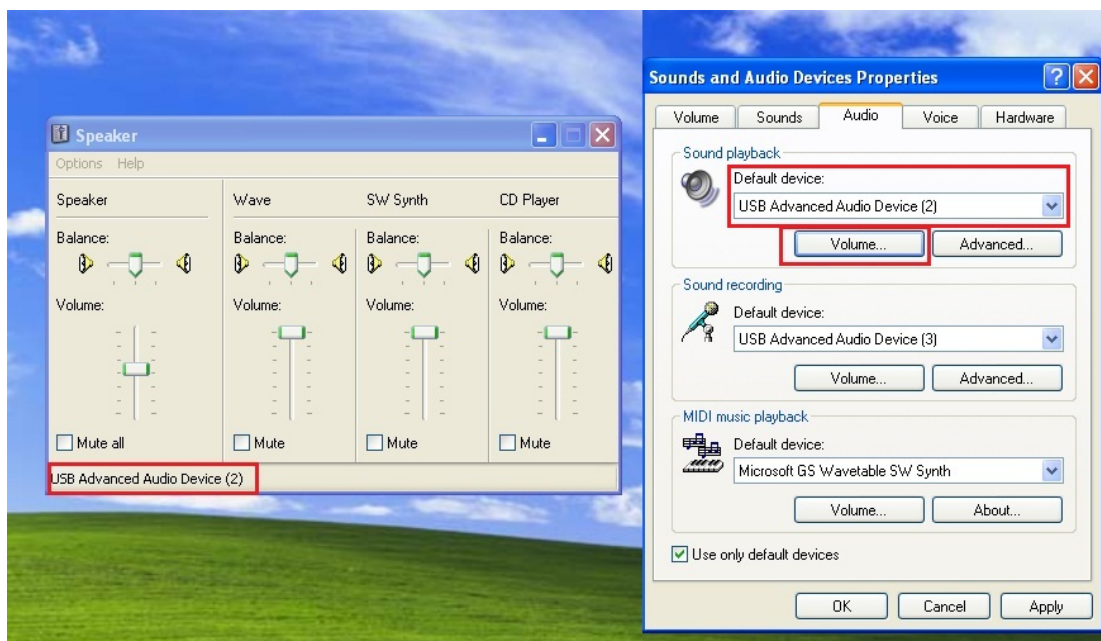 Speaker
Options Help
Speaker
Wave
SW Synth
CD Player
Balance:
Balance:
Balance:
Balance:
Volume:
Volume:
Volume:
Volume:
Mute all
Mute
Mute
Mute
USB Advanced Audio Device (2)
Sounds and Audio Devices Properties
Volume
Sounds
Audio
Voice
Hardware
Sound playback
Default device:
USB Advanced Audio Device (2)
Volume...
Advanced...
Sound recording
Default device:
USB Advanced Audio Device (3)
Volume...
Advanced...
MIDI music playback
Default device:
Microsoft GS Wavetable SW Synth
Volume...
About...
Use only default devices
OK
Cancel
Apply